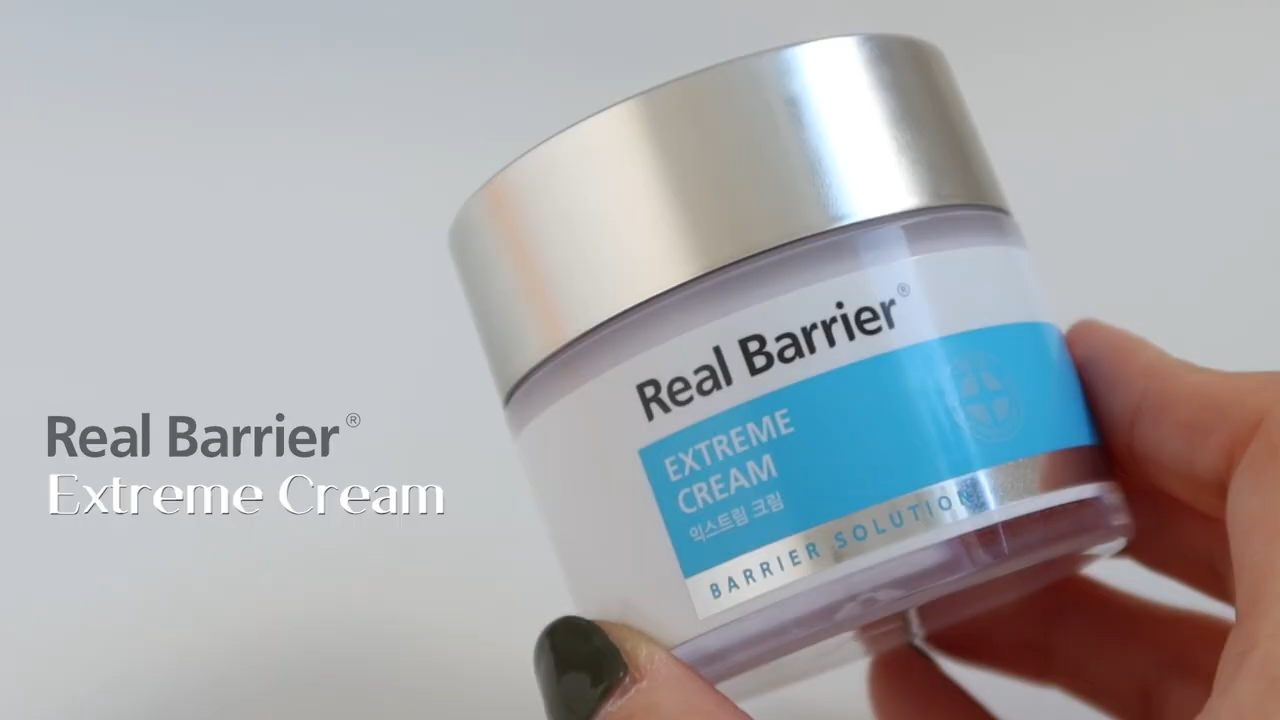 Real Barrier®
EXTREME
CREAM
익스트림 크림
BARRIER SOLUTION
Real Barrier®
Extreme Cream